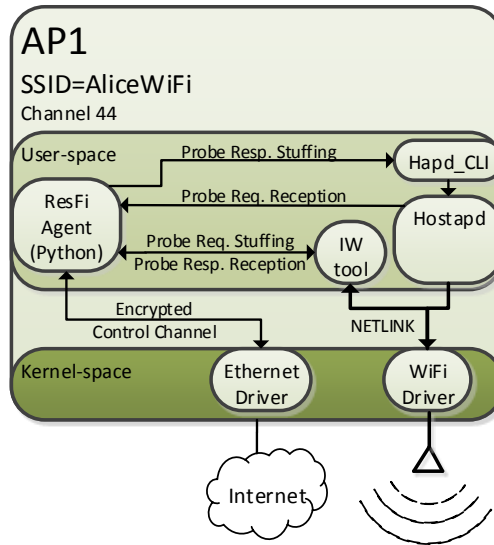 AP1
SSID=AliceWiFi
Channel 44
User-space
Probe Resp. Stuffing
Hapd_CLI
ResFi
Agent
(Python)
Probe Req. Reception
Hostapd
Probe Req. Stuffing
Probe Resp. Reception
IW
tool
Encrypted
Control Channel
NETLINK
Kernel-space
Ethernet
Driver
WiFi
Driver
Internet